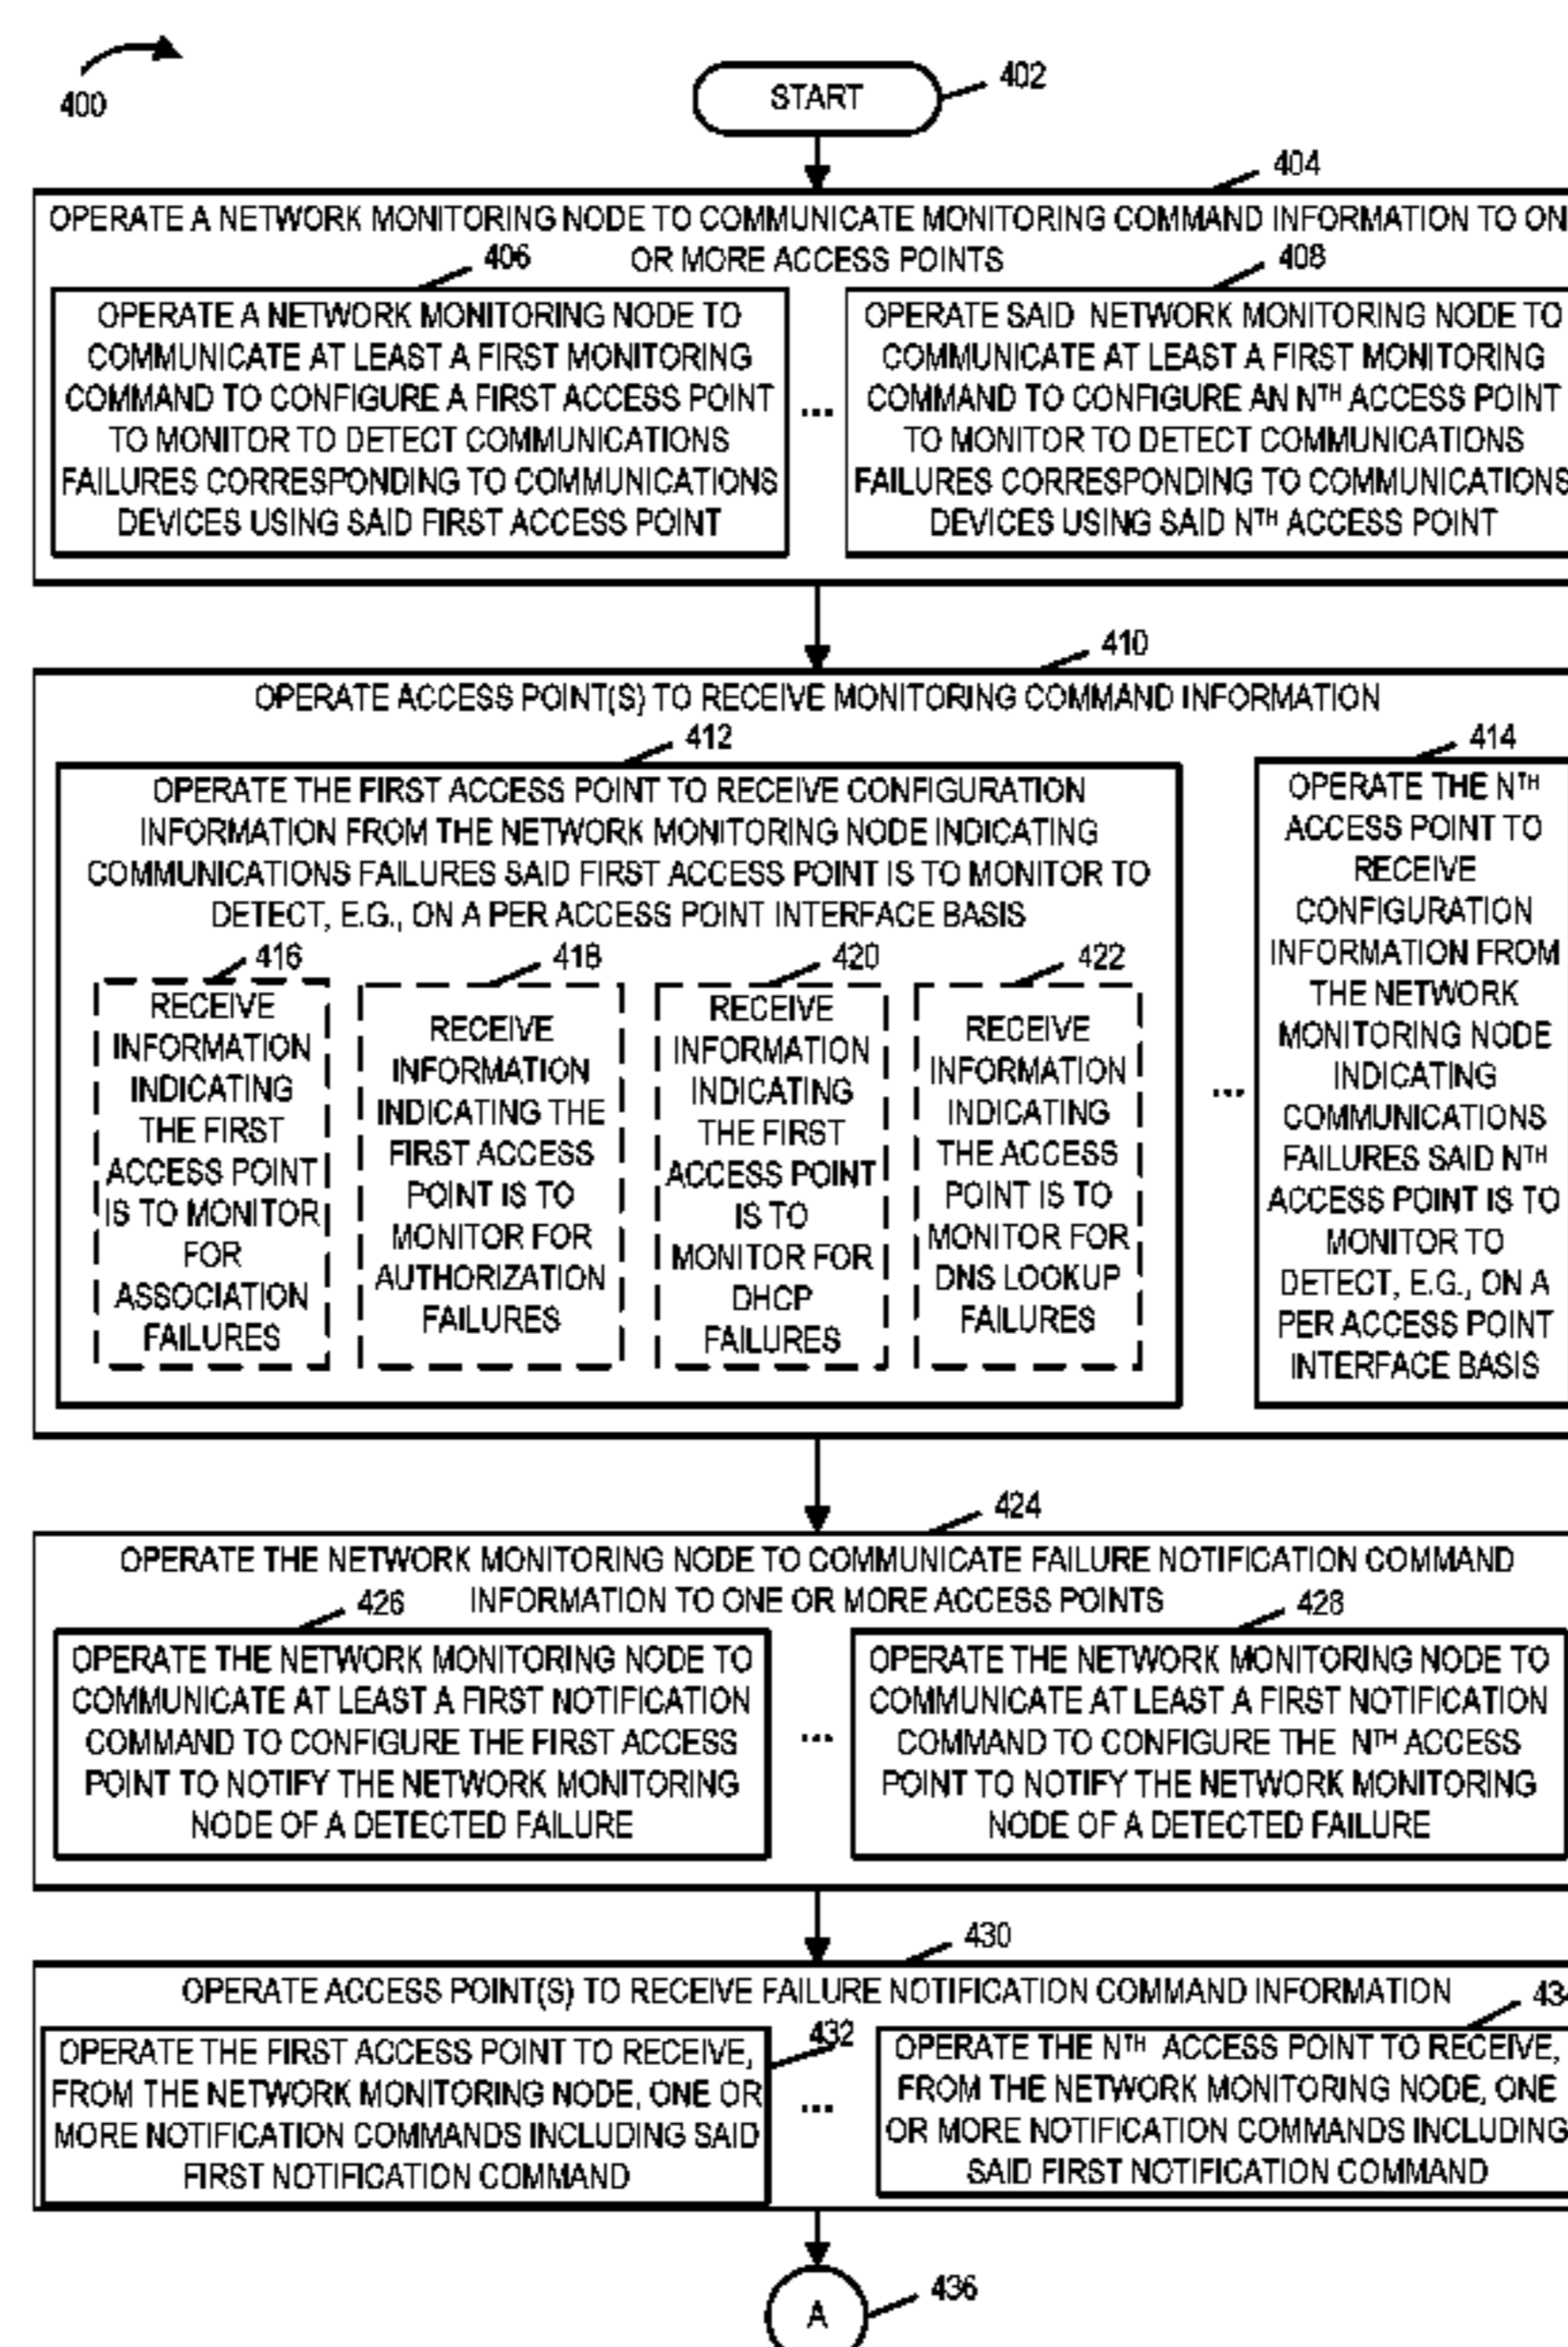 400
START
402
404
OPERATE A NETWORK MONITORING NODE TO COMMUNICATE MONITORING COMMAND INFORMATION TO ON
OR MORE ACCESS POINTS
406
OPERATE A NETWORK MONITORING NODE TO
COMMUNICATE AT LEAST A FIRST MONITORING
COMMAND TO CONFIGURE A FIRST ACCESS POINT
TO MONITOR TO DETECT COMMUNICATIONS
FAILURES CORRESPONDING TO COMMUNICATIONS
DEVICES USING SAID FIRST ACCESS POINT
...
408
OPERATE SAID NETWORK MONITORING NODE TO
COMMUNICATE AT LEAST A FIRST MONITORING
COMMAND TO CONFIGURE AN NTH ACCESS POINT
TO MONITOR TO DETECT COMMUNICATIONS
FAILURES CORRESPONDING TO COMMUNICATIONS
DEVICES USING SAID NTH ACCESS POINT
410
OPERATE ACCESS POINT(S) TO RECEIVE MONITORING COMMAND INFORMATION
412
OPERATE THE FIRST ACCESS POINT TO RECEIVE CONFIGURATION
INFORMATION FROM THE NETWORK MONITORING NODE INDICATING
COMMUNICATIONS FAILURES SAID FIRST ACCESS POINT IS TO MONITOR TO
DETECT, E.G., ON A PER ACCESS POINT INTERFACE BASIS
416
RECEIVE
INFORMATION
INDICATING
THE FIRST
ACCESS POINT
IS TO MONITOR
FOR
ASSOCIATION
FAILURES
418
RECEIVE
INFORMATION
INDICATING THE
FIRST ACCESS
POINT IS TO
MONITOR FOR
AUTHORIZATION
FAILURES
420
RECEIVE
INFORMATION
INDICATING
THE FIRST
ACCESS POINT
IS TO
MONITOR FOR
DHCP
FAILURES
422
RECEIVE
INFORMATION
INDICATING
THE ACCESS
POINT IS TO
MONITOR FOR
DNS LOOKUP
FAILURES
...
414
OPERATE THE NTH
ACCESS POINT TO
RECEIVE
CONFIGURATION
INFORMATION FROM
THE NETWORK
MONITORING NODE
INDICATING
COMMUNICATIONS
FAILURES SAID NTH
ACCESS POINT IS TO
MONITOR TO
DETECT, E.G., ON A
PER ACCESS POINT
INTERFACE BASIS
424
OPERATE THE NETWORK MONITORING NODE TO COMMUNICATE FAILURE NOTIFICATION COMMAND
INFORMATION TO ONE OR MORE ACCESS POINTS
426
OPERATE THE NETWORK MONITORING NODE TO
COMMUNICATE AT LEAST A FIRST NOTIFICATION
COMMAND TO CONFIGURE THE FIRST ACCESS
POINT TO NOTIFY THE NETWORK MONITORING
NODE OF A DETECTED FAILURE
...
428
OPERATE THE NETWORK MONITORING NODE TO
COMMUNICATE AT LEAST A FIRST NOTIFICATION
COMMAND TO CONFIGURE THE NTH ACCESS
POINT TO NOTIFY THE NETWORK MONITORING
NODE OF A DETECTED FAILURE
430
OPERATE ACCESS POINT(S) TO RECEIVE FAILURE NOTIFICATION COMMAND INFORMATION
432
OPERATE THE FIRST ACCESS POINT TO RECEIVE,
FROM THE NETWORK MONITORING NODE, ONE OR
MORE NOTIFICATION COMMANDS INCLUDING SAID
FIRST NOTIFICATION COMMAND
...
OPERATE THE NTH ACCESS POINT TO RECEIVE,
FROM THE NETWORK MONITORING NODE, ONE
OR MORE NOTIFICATION COMMANDS INCLUDING
SAID FIRST NOTIFICATION COMMAND
A
436